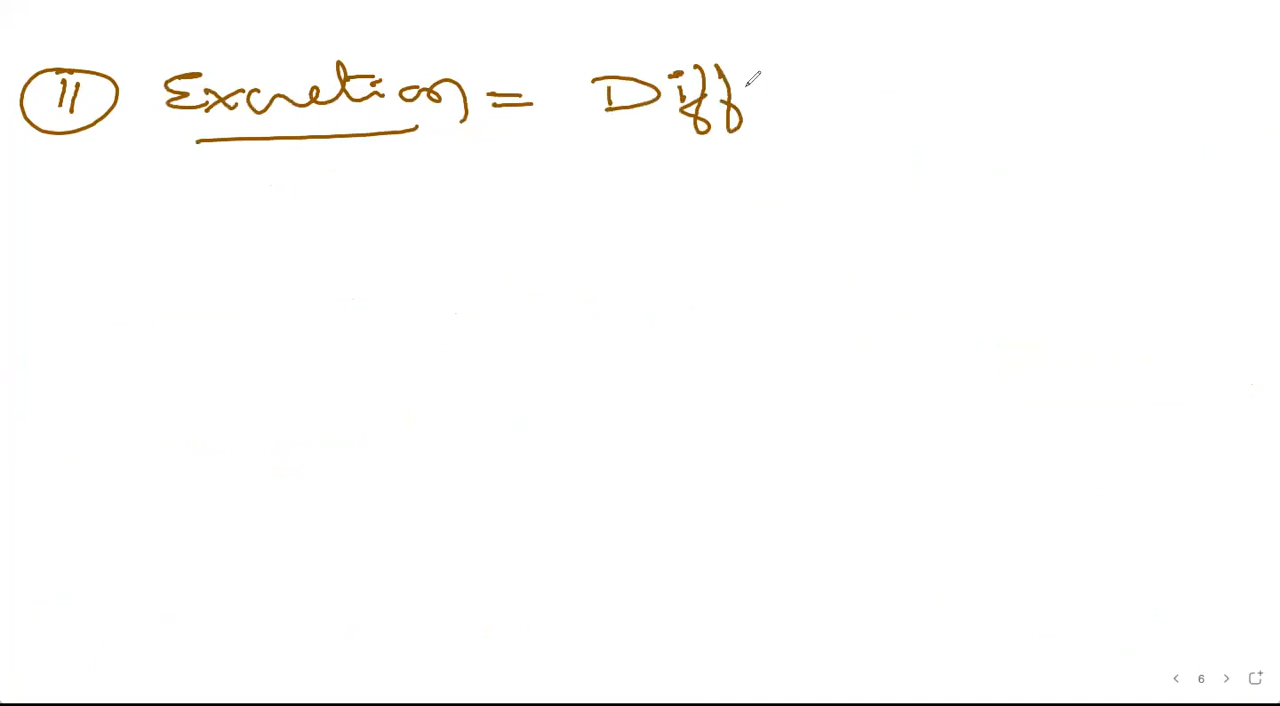 11 Excretion = Diff
6